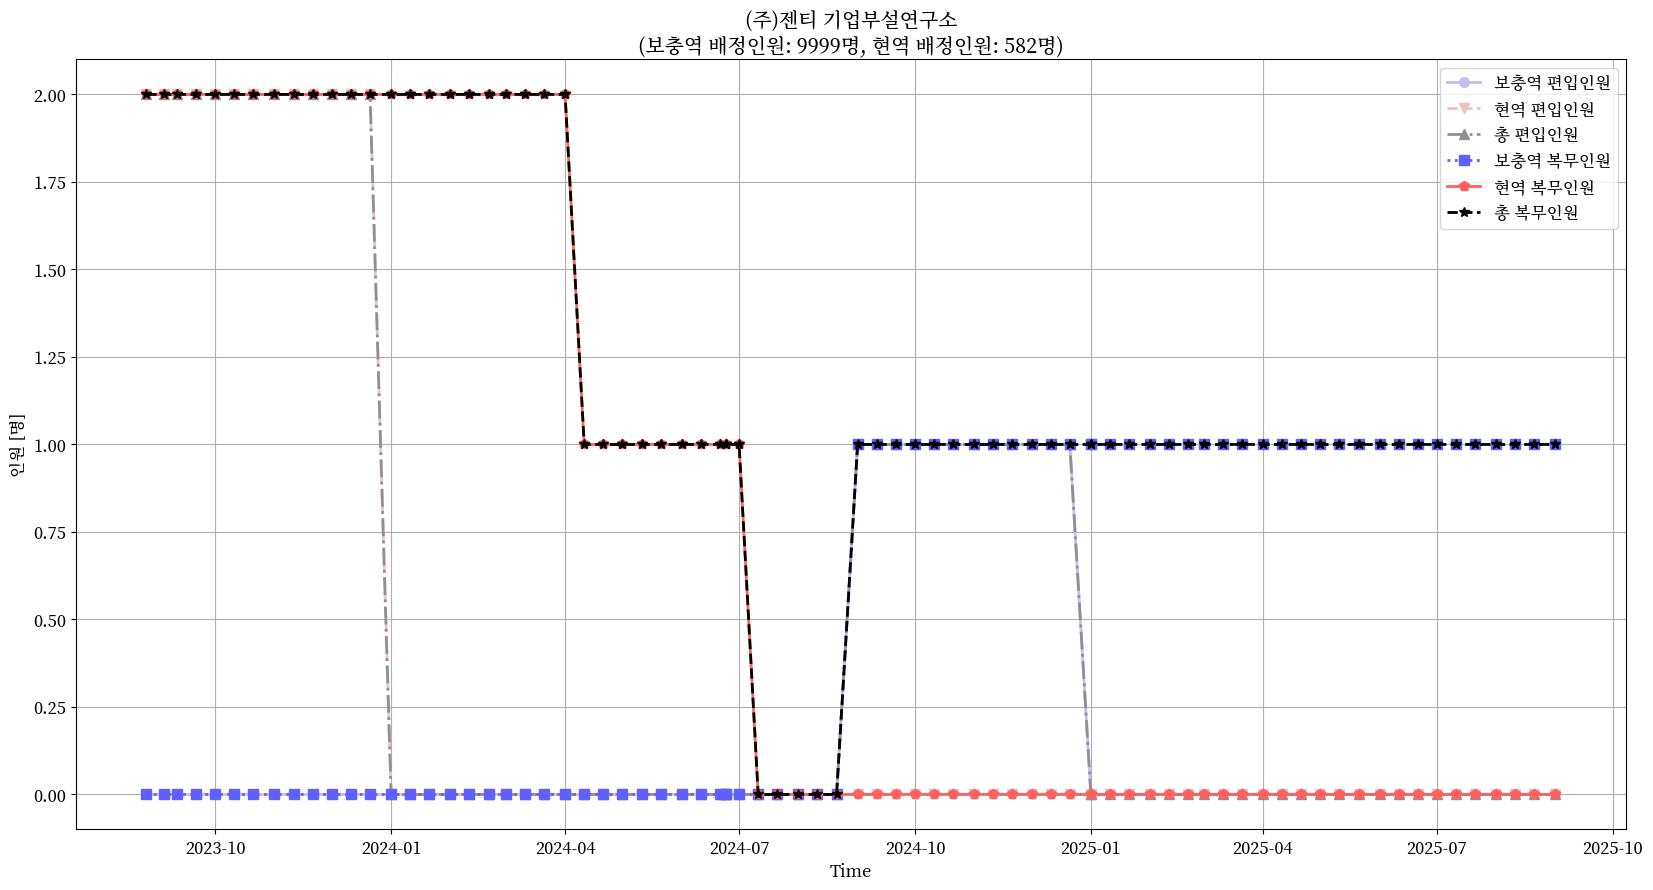 (주)젠티 기업부설연구소
(보충역 배정인원: 9999명, 현역 배정인원: 582명)
2.00
1.75
1.50
1.25
1.00
0.75
0.50
0.25
0.00
인원 [명]
보충역 편입인원
현역 편입인원
총 편입인원
보충역 복무인원
현역 복무인원
총 복무인원
2023-10
2024-01
2024-04
2024-07
2024-10
2025-01
2025-04
2025-07
2025-10
Time